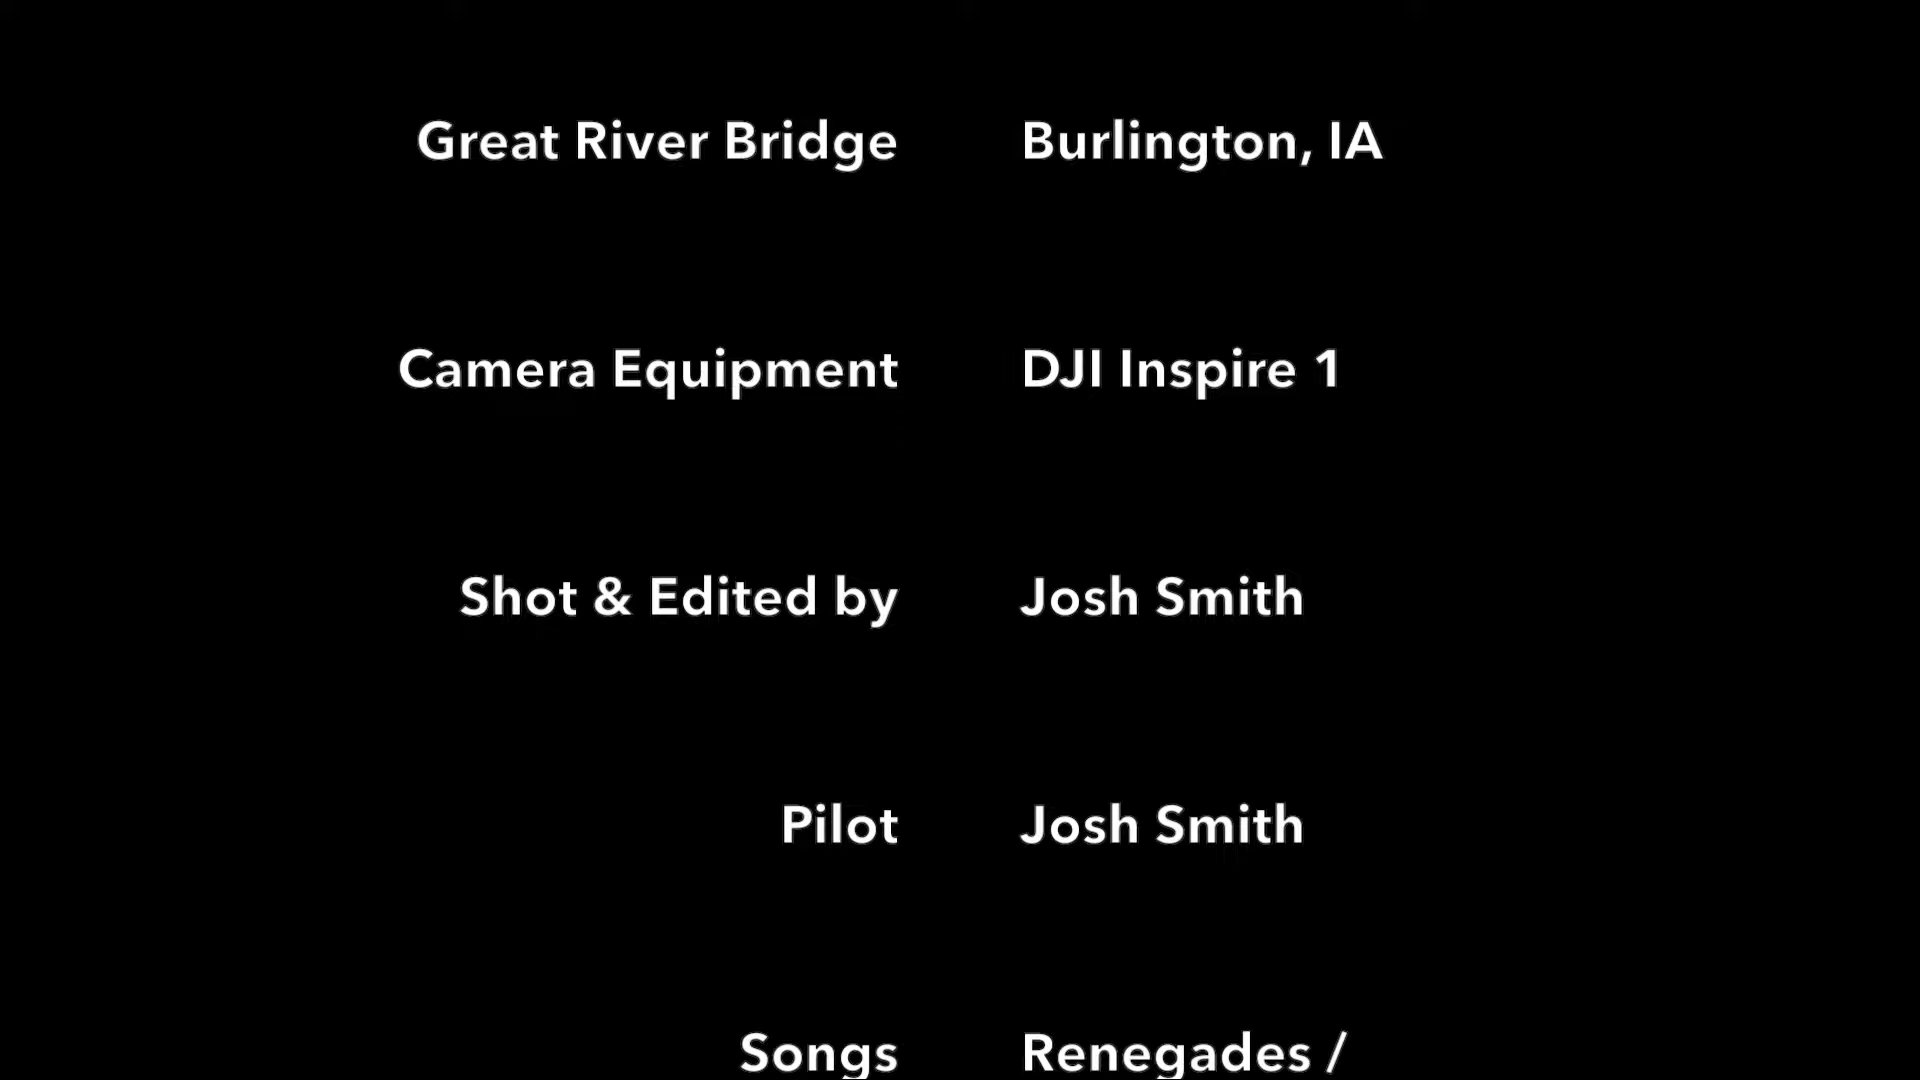 Great River Bridge Burlington, IA
Camera Equipment DJI Inspire 1
Shot & Edited by Josh Smith
Pilot Josh Smith
Songs Renegades /